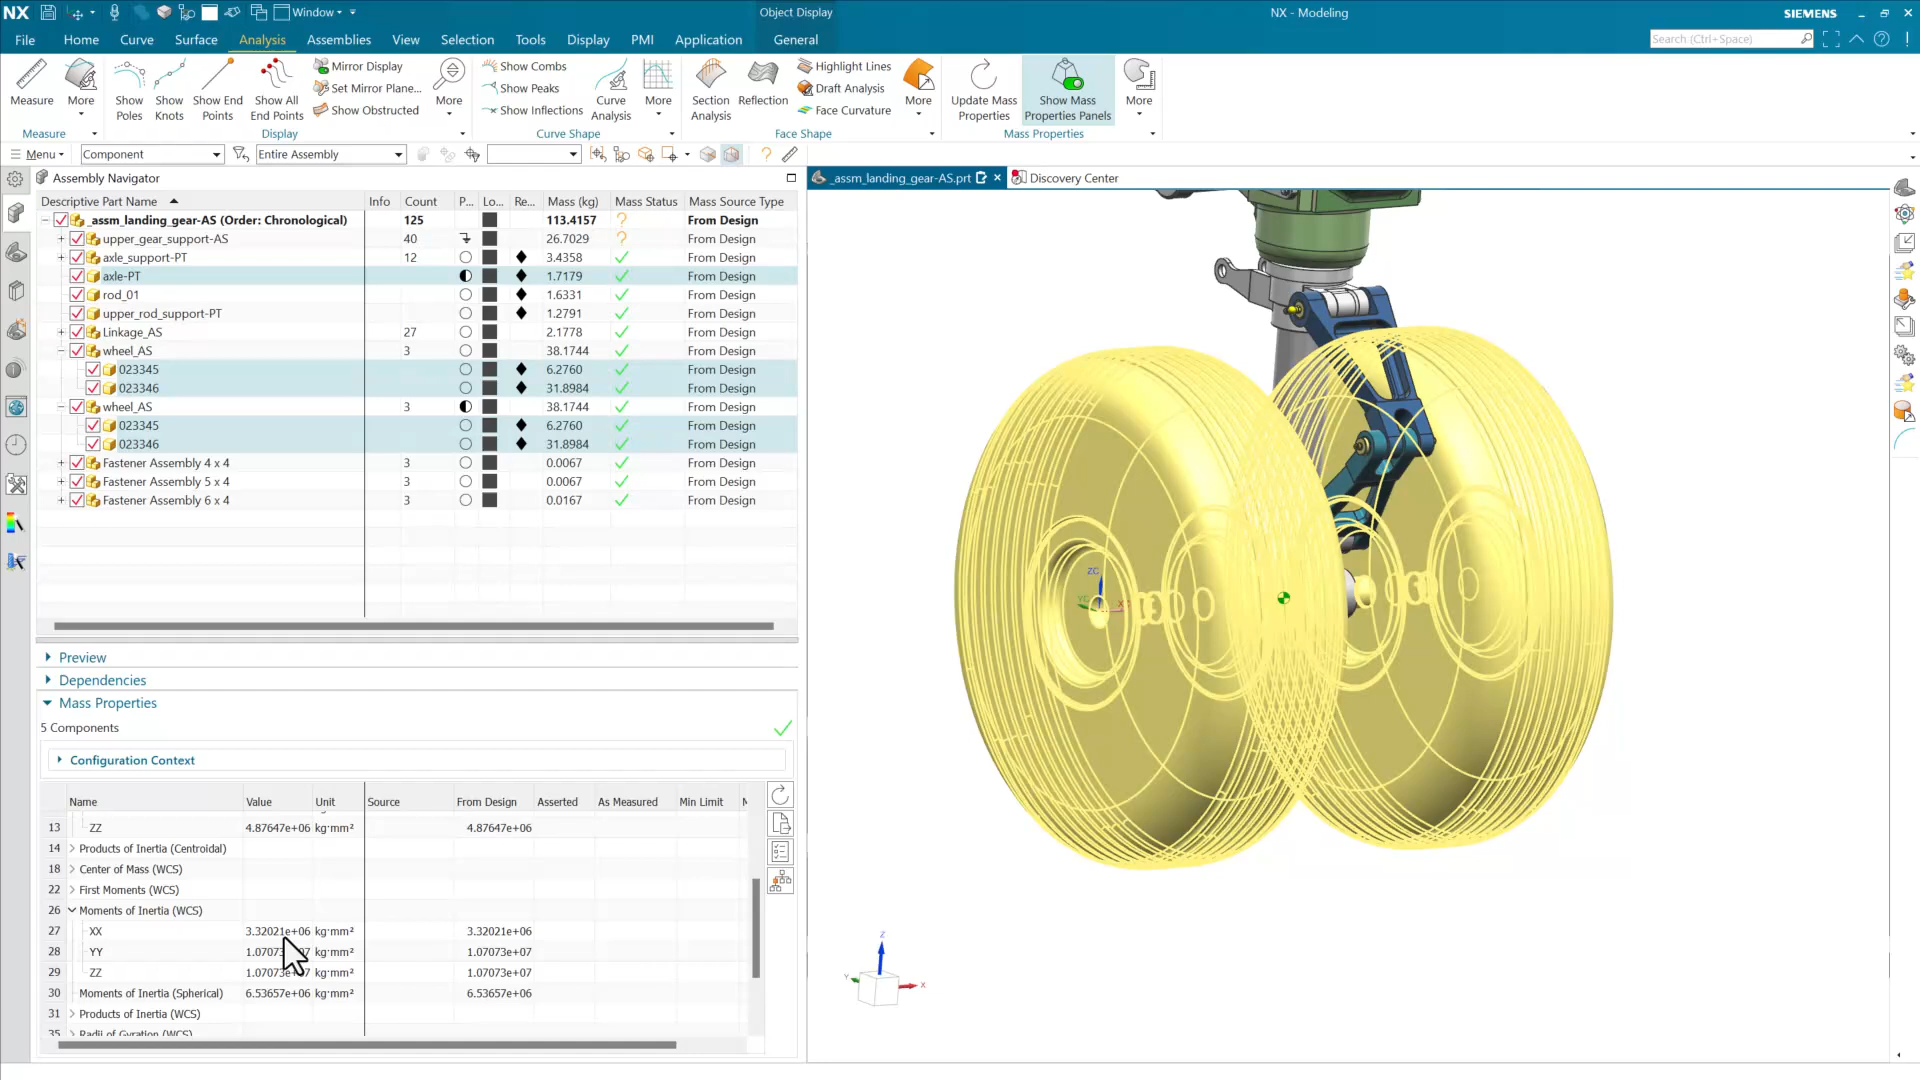 NX Window Object Display NX - Modeling SIEMENS
File Home Curve Surface Analysis Assemblies View Selection Tools Display PMI Application General Search (Ctrl+Space)
Measure More Show Poles Show Knots Show End Points Show All End Points Mirror Display Set Mirror Plane... Show Obstructed More
Show Combs Show Peaks Show Inflections Curve Analysis More Section Analysis Reflection Highlight Lines Draft Analysis Face Curvature More
Update Mass Properties Show Mass Properties Panels More
Measure Display Curve Shape Face Shape Mass Properties
Menu Component Entire Assembly
Assembly Navigator _assm_landing_gear-AS.prt Discovery Center
Descriptive Part Name Info Count P... Lo... Re... Mass (kg) Mass Status Mass Source Type
_assm_landing_gear-AS (Order: Chronological) 125 113.4157 ? From Design
upper_gear_support-AS 40 26.7029 ? From Design
axle_support-PT 12 3.4358 From Design
axle-PT 1.7179 From Design
rod_01 1.6331 From Design
upper_rod_support-PT 1.2791 From Design
Linkage_AS 27 2.1778 From Design
wheel_AS 3 38.1744 From Design
023345 6.2760 From Design
023346 31.8984 From Design
wheel_AS 3 38.1744 From Design
023345 6.2760 From Design
023346 31.8984 From Design
Fastener Assembly 4 x 4 3 0.0067 From Design
Fastener Assembly 5 x 4 3 0.0067 From Design
Fastener Assembly 6 x 4 3 0.0167 From Design
ZC
YC
Preview
Dependencies
Mass Properties
5 Components
Configuration Context
Name Value Unit Source From Design Asserted As Measured Min Limit
13 ZZ 4.87647e+06 kg·mm² 4.87647e+06
14 Products of Inertia (Centroidal)
18 Center of Mass (WCS)
22 First Moments (WCS)
26 Moments of Inertia (WCS)
27 XX 3.32021e+06 kg·mm² 3.32021e+06
28 YY kg·mm² 1.07073e+07
29 ZZ kg·mm² 1.07073e+07
30 Moments of Inertia (Spherical) 6.53657e+06 kg·mm² 6.53657e+06
31 Products of Inertia (WCS)
35 Radii of Gyration (WCS)
Z
Y
X